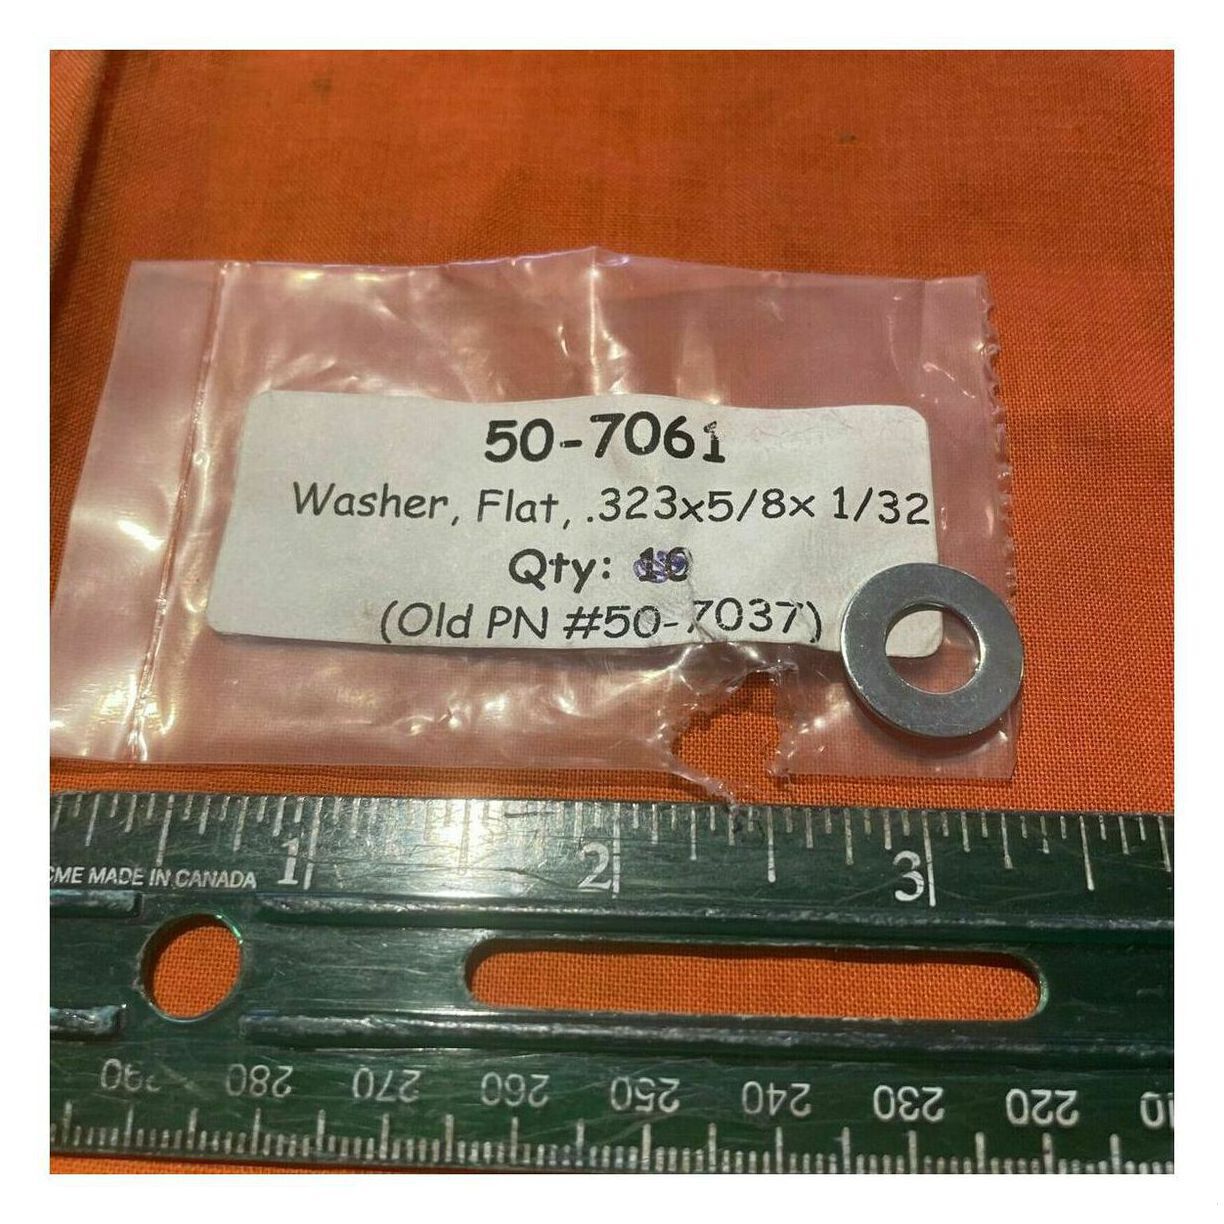 50-7061
Washer, Flat, .323x5/8x 1/32
Qty:
(Old PN #50-7037)
1 2 3
CME MADE IN CANADA
280 270 260 250 240 230 220